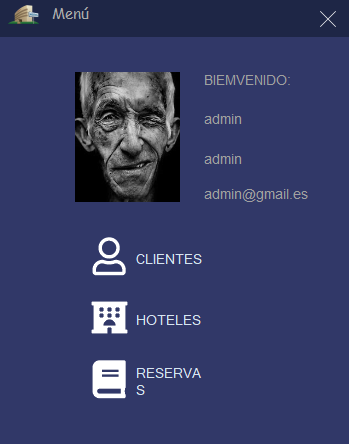 Menú
BIEMVENIDO:
admin
admin
admin@gmail.es
CLIENTES
HOTELES
RESERVA
S